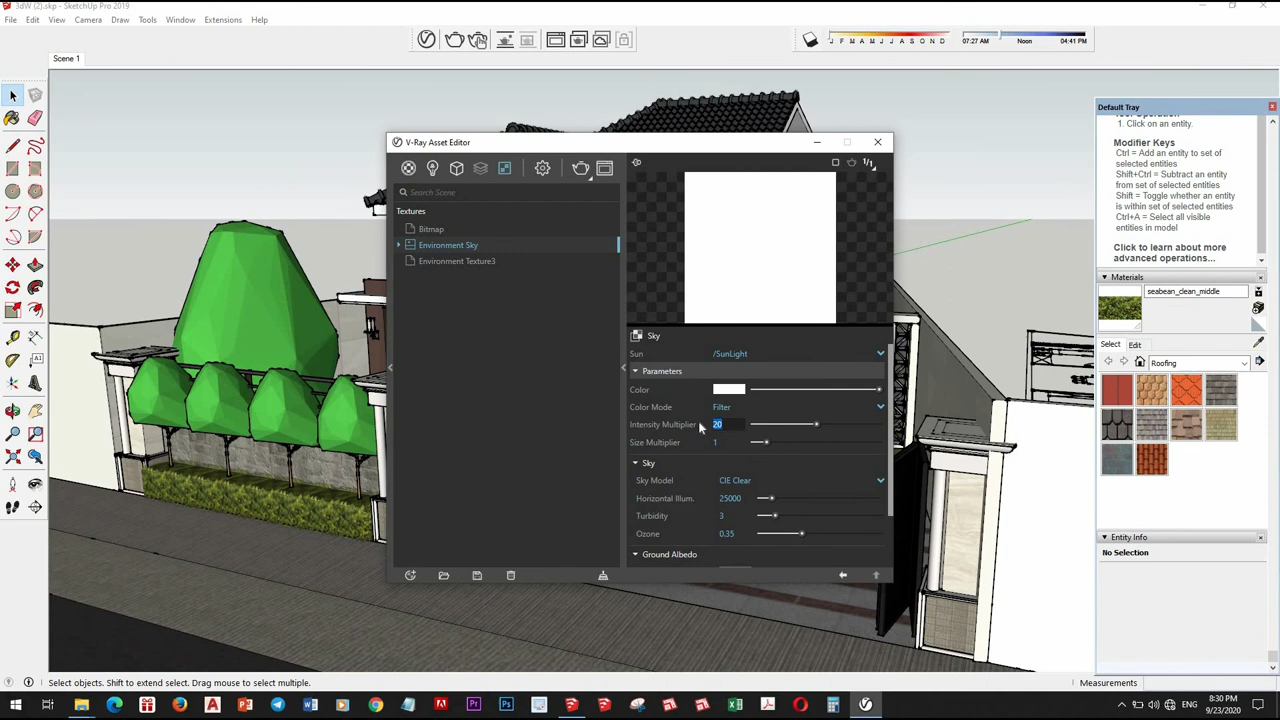 3dW (2).skp - SketchUp Pro 2019
File Edit View Camera Draw Tools Window Extensions Help
J F M A M J J A S O N D
07:27 AM Noon 04:41 PM
Scene 1
Default Tray
1. Click on an entity.
Modifier Keys
Ctrl = Add an entity to set of
selected entities
Shift+Ctrl = Subtract an entity
from set of selected entities
Shift = Toggle whether an entity
is within set of selected entities
Ctrl+A = Select all visible
entities in model
Click to learn about more
advanced operations...
Materials
seabean_clean_middle
Select Edit
Roofing
Entity Info
No Selection
V-Ray Asset Editor
1/1
Search Scene
Textures
Bitmap
Environment Sky
Environment Texture3
Sky
Sun /SunLight
Parameters
Color
Color Mode Filter
Intensity Multiplier 20
Size Multiplier 1
Sky
Sky Model CIE Clear
Horizontal Illum. 25000
Turbidity 3
Ozone 0.35
Ground Albedo
Select objects. Shift to extend select. Drag mouse to select multiple.
Measurements
8:30 PM
9/23/2020